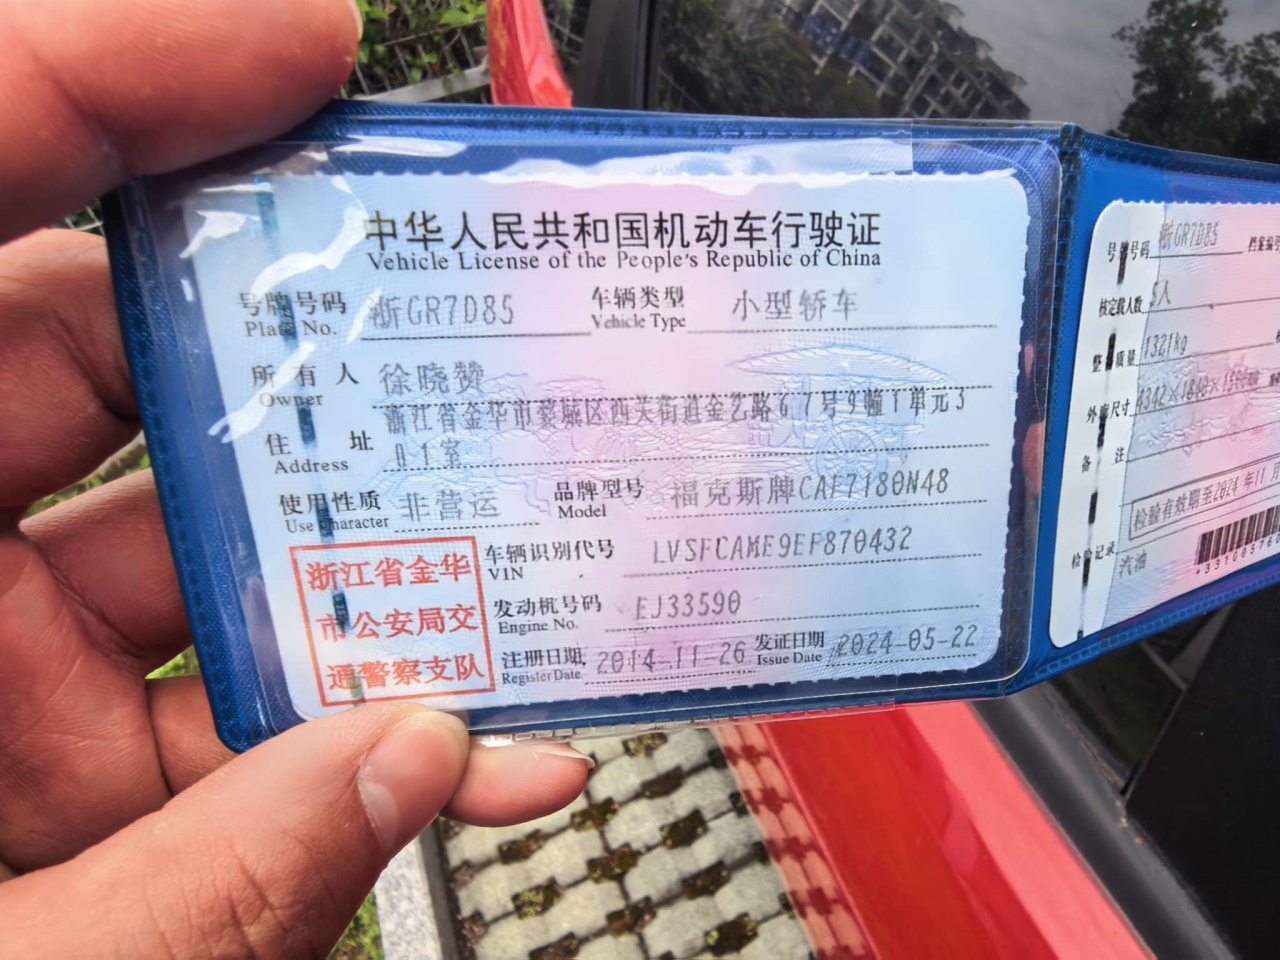 中华人民共和国机动车行驶证
Vehicle License of the People's Republic of China
号牌号码 浙GR7D85 车辆类型 小型轿车
Plate No. Vehicle Type
所有人 徐晓赞
Owner
浙江省金华市婺城区西关街道金艺路67号9幢1单元3
住址 01室
Address
使用性质 非营运 品牌型号 福克斯牌CAF7180N48
Use Character Model
浙江省金华
市公安局交
通警察支队
车辆识别代号 LVSFCAME9EF870432
VIN
发动机号码 EJ33590
Engine No.
注册日期 2014-11-26 发证日期 2024-05-22
Register Date Issue Date
号牌号码 浙GR7D85 档案编号
核定载人数 5人
整备质量 1321kg
外廓尺寸
备注
检验有效期至2024年11月
检验记录 汽油